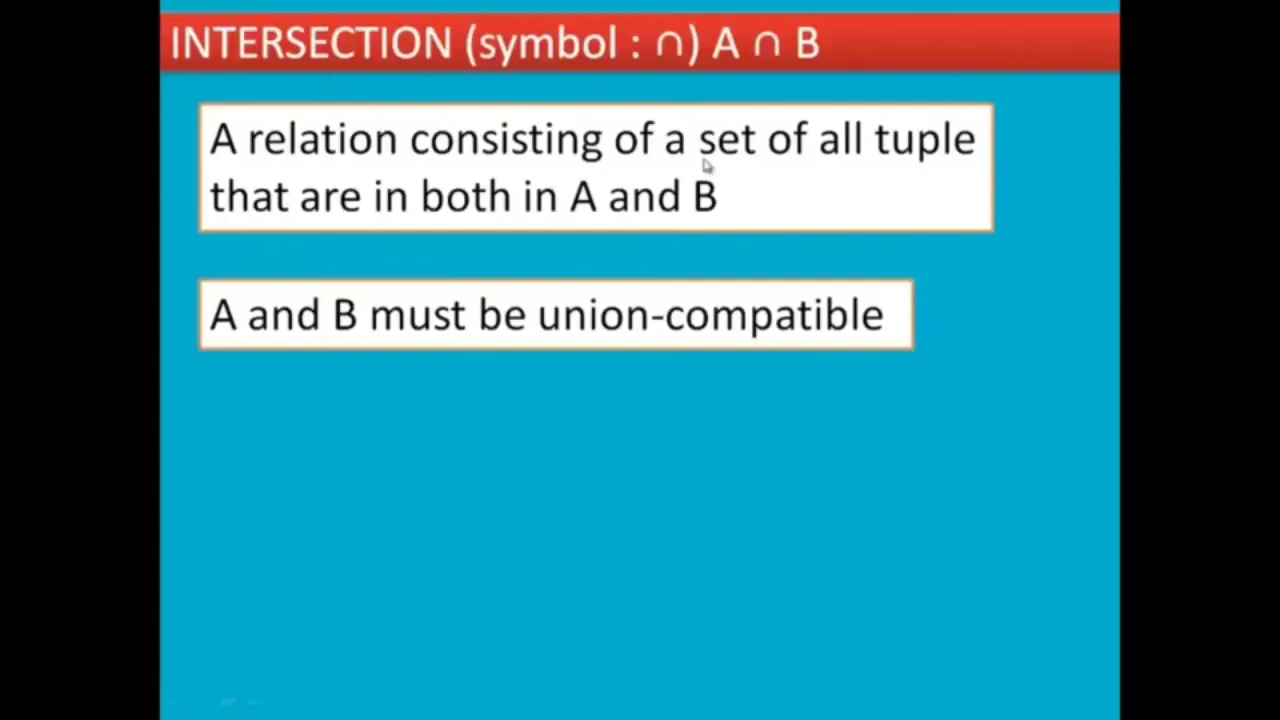 INTERSECTION (symbol : ∩) A ∩ B
A relation consisting of a set of all tuple
that are in both in A and B
A and B must be union-compatible